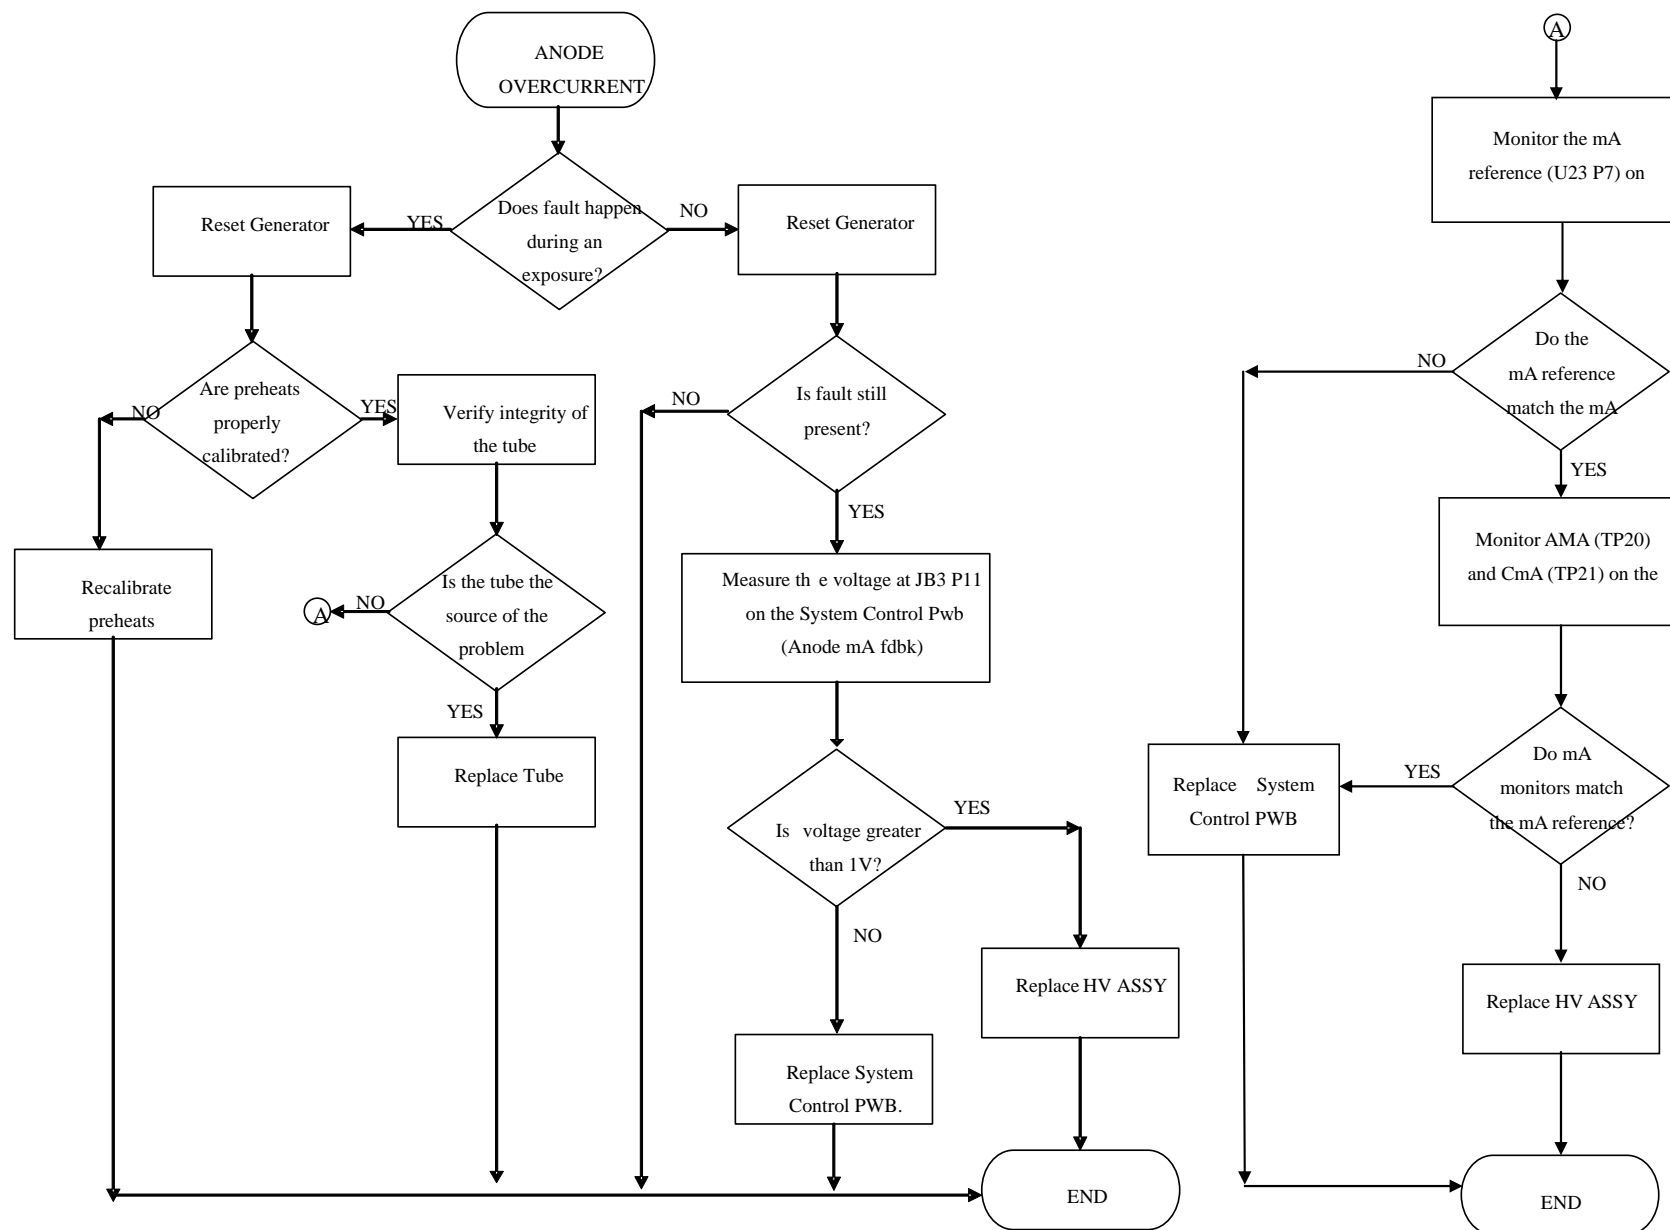 ANODE
OVERCURRENT
Does fault happen
during an
exposure?
YES
NO
Reset Generator
Reset Generator
Are preheats
properly
calibrated?
NO
YES
Verify integrity of
the tube
Is fault still
present?
NO
YES
Recalibrate
preheats
Is the tube the
source of the
problem
NO
A
YES
Replace Tube
Measure th e voltage at JB3 P11
on the System Control Pwb
(Anode mA fdbk)
Is voltage greater
than 1V?
YES
NO
Replace HV ASSY
Replace System
Control PWB.
END
A
Monitor the mA
reference (U23 P7) on
Do the
mA reference
match the mA
NO
YES
Monitor AMA (TP20)
and CmA (TP21) on the
Do mA
monitors match
the mA reference?
YES
NO
Replace System
Control PWB
Replace HV ASSY
END